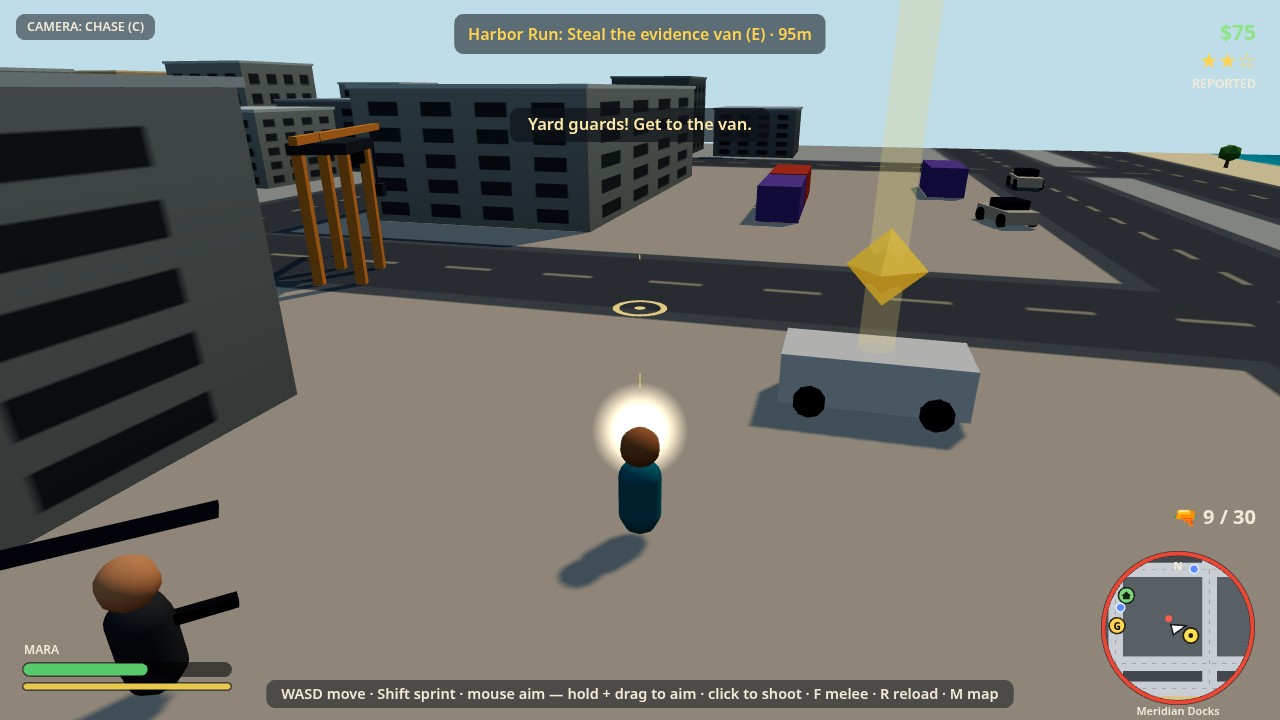 CAMERA: CHASE (C)
Harbor Run: Steal the evidence van (E) · 95m
$75
★★☆
REPORTED
Yard guards! Get to the van.
9 / 30
N
G
MARA
WASD move · Shift sprint · mouse aim — hold + drag to aim · click to shoot · F melee · R reload · M map
Meridian Docks